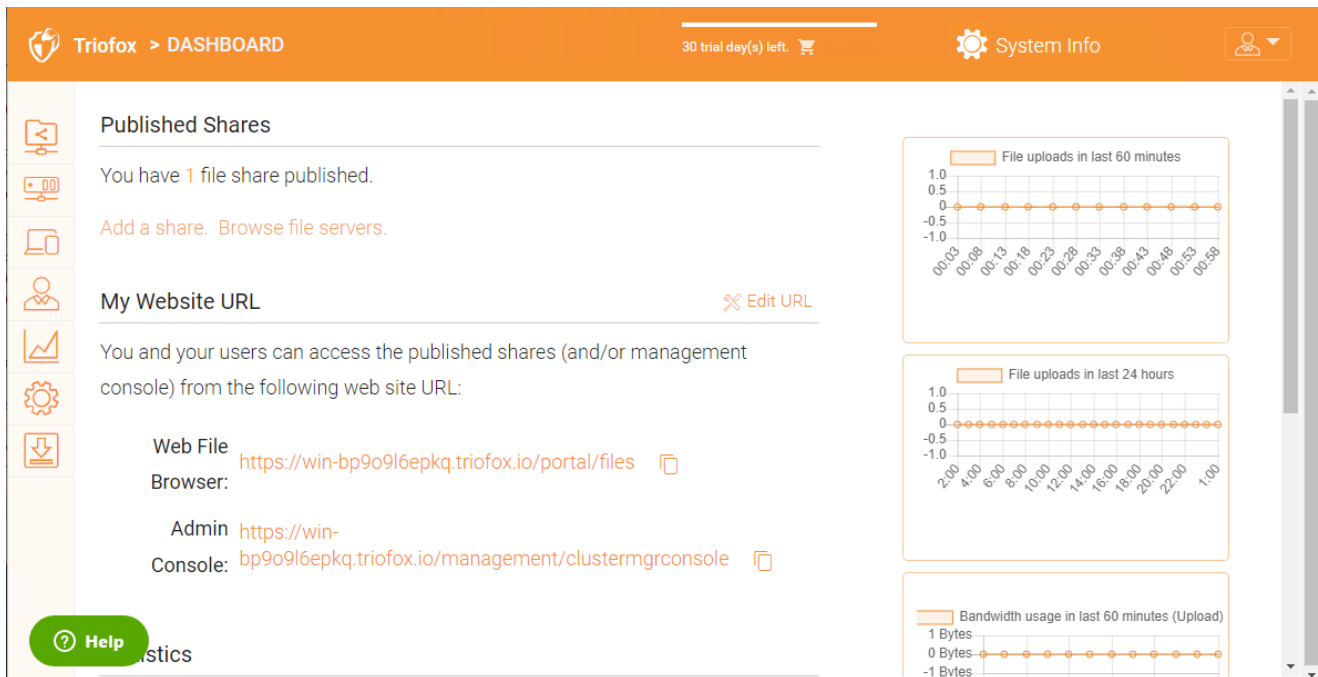 Triofox > DASHBOARD
30 trial day(s) left.
System Info
Published Shares
You have 1 file share published.
Add a share. Browse file servers.
My Website URL
Edit URL
You and your users can access the published shares (and/or management
console) from the following web site URL:
Web File
Browser:
https://win-bp9o9l6epkq.triofox.io/portal/files
Admin
Console:
https://win-
bp9o9l6epkq.triofox.io/management/clustermgrconsole
Help
istics
File uploads in last 60 minutes
1.0
0.5
0
-0.5
-1.0
00:03 00:08 00:13 00:18 00:23 00:28 00:33 00:38 00:43 00:48 00:53 00:58
File uploads in last 24 hours
1.0
0.5
0
-0.5
-1.0
2:00 4:00 6:00 8:00 10:00 12:00 14:00 16:00 18:00 20:00 22:00 1:00
Bandwidth usage in last 60 minutes (Upload)
1 Bytes
0 Bytes
-1 Bytes